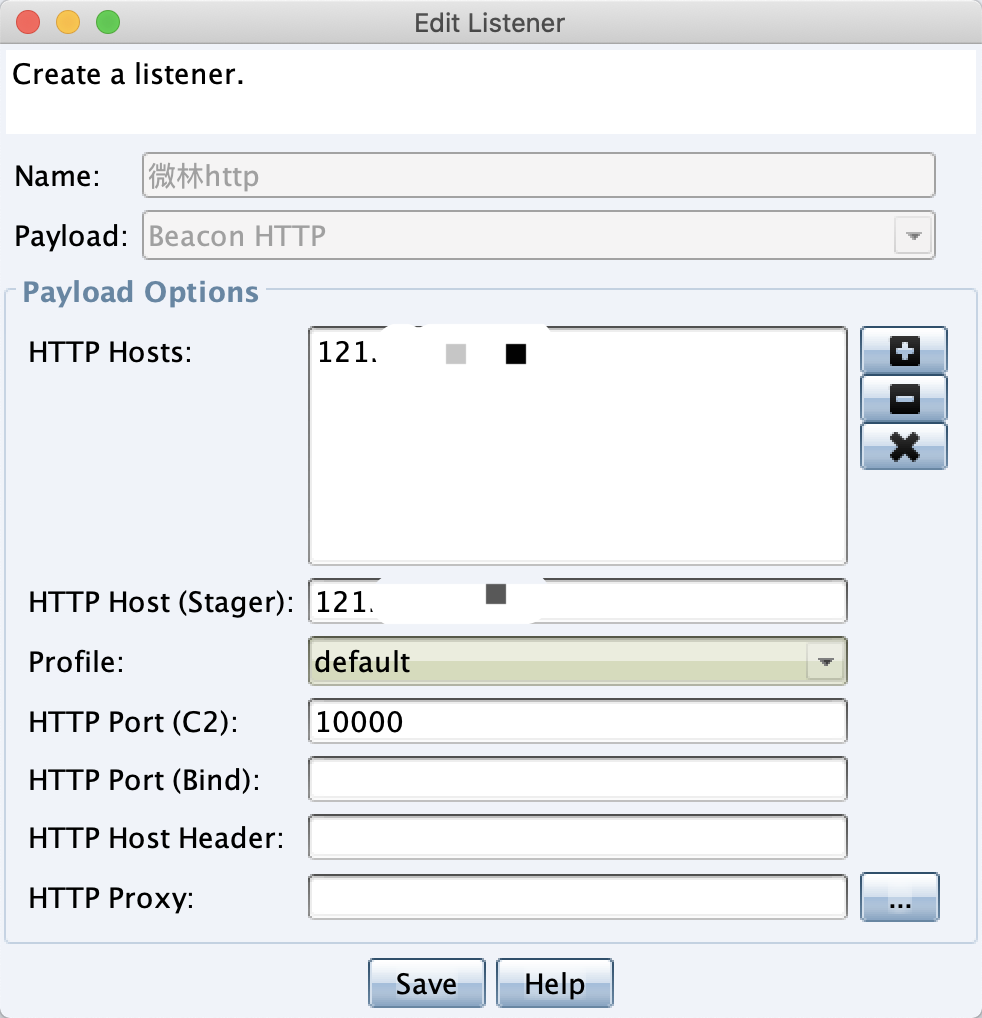 Edit Listener
Create a listener.
Name: 微林http
Payload: Beacon HTTP
Payload Options
HTTP Hosts: 121.
HTTP Host (Stager): 121.
Profile: default
HTTP Port (C2): 10000
HTTP Port (Bind):
HTTP Host Header:
HTTP Proxy: ...
Save Help